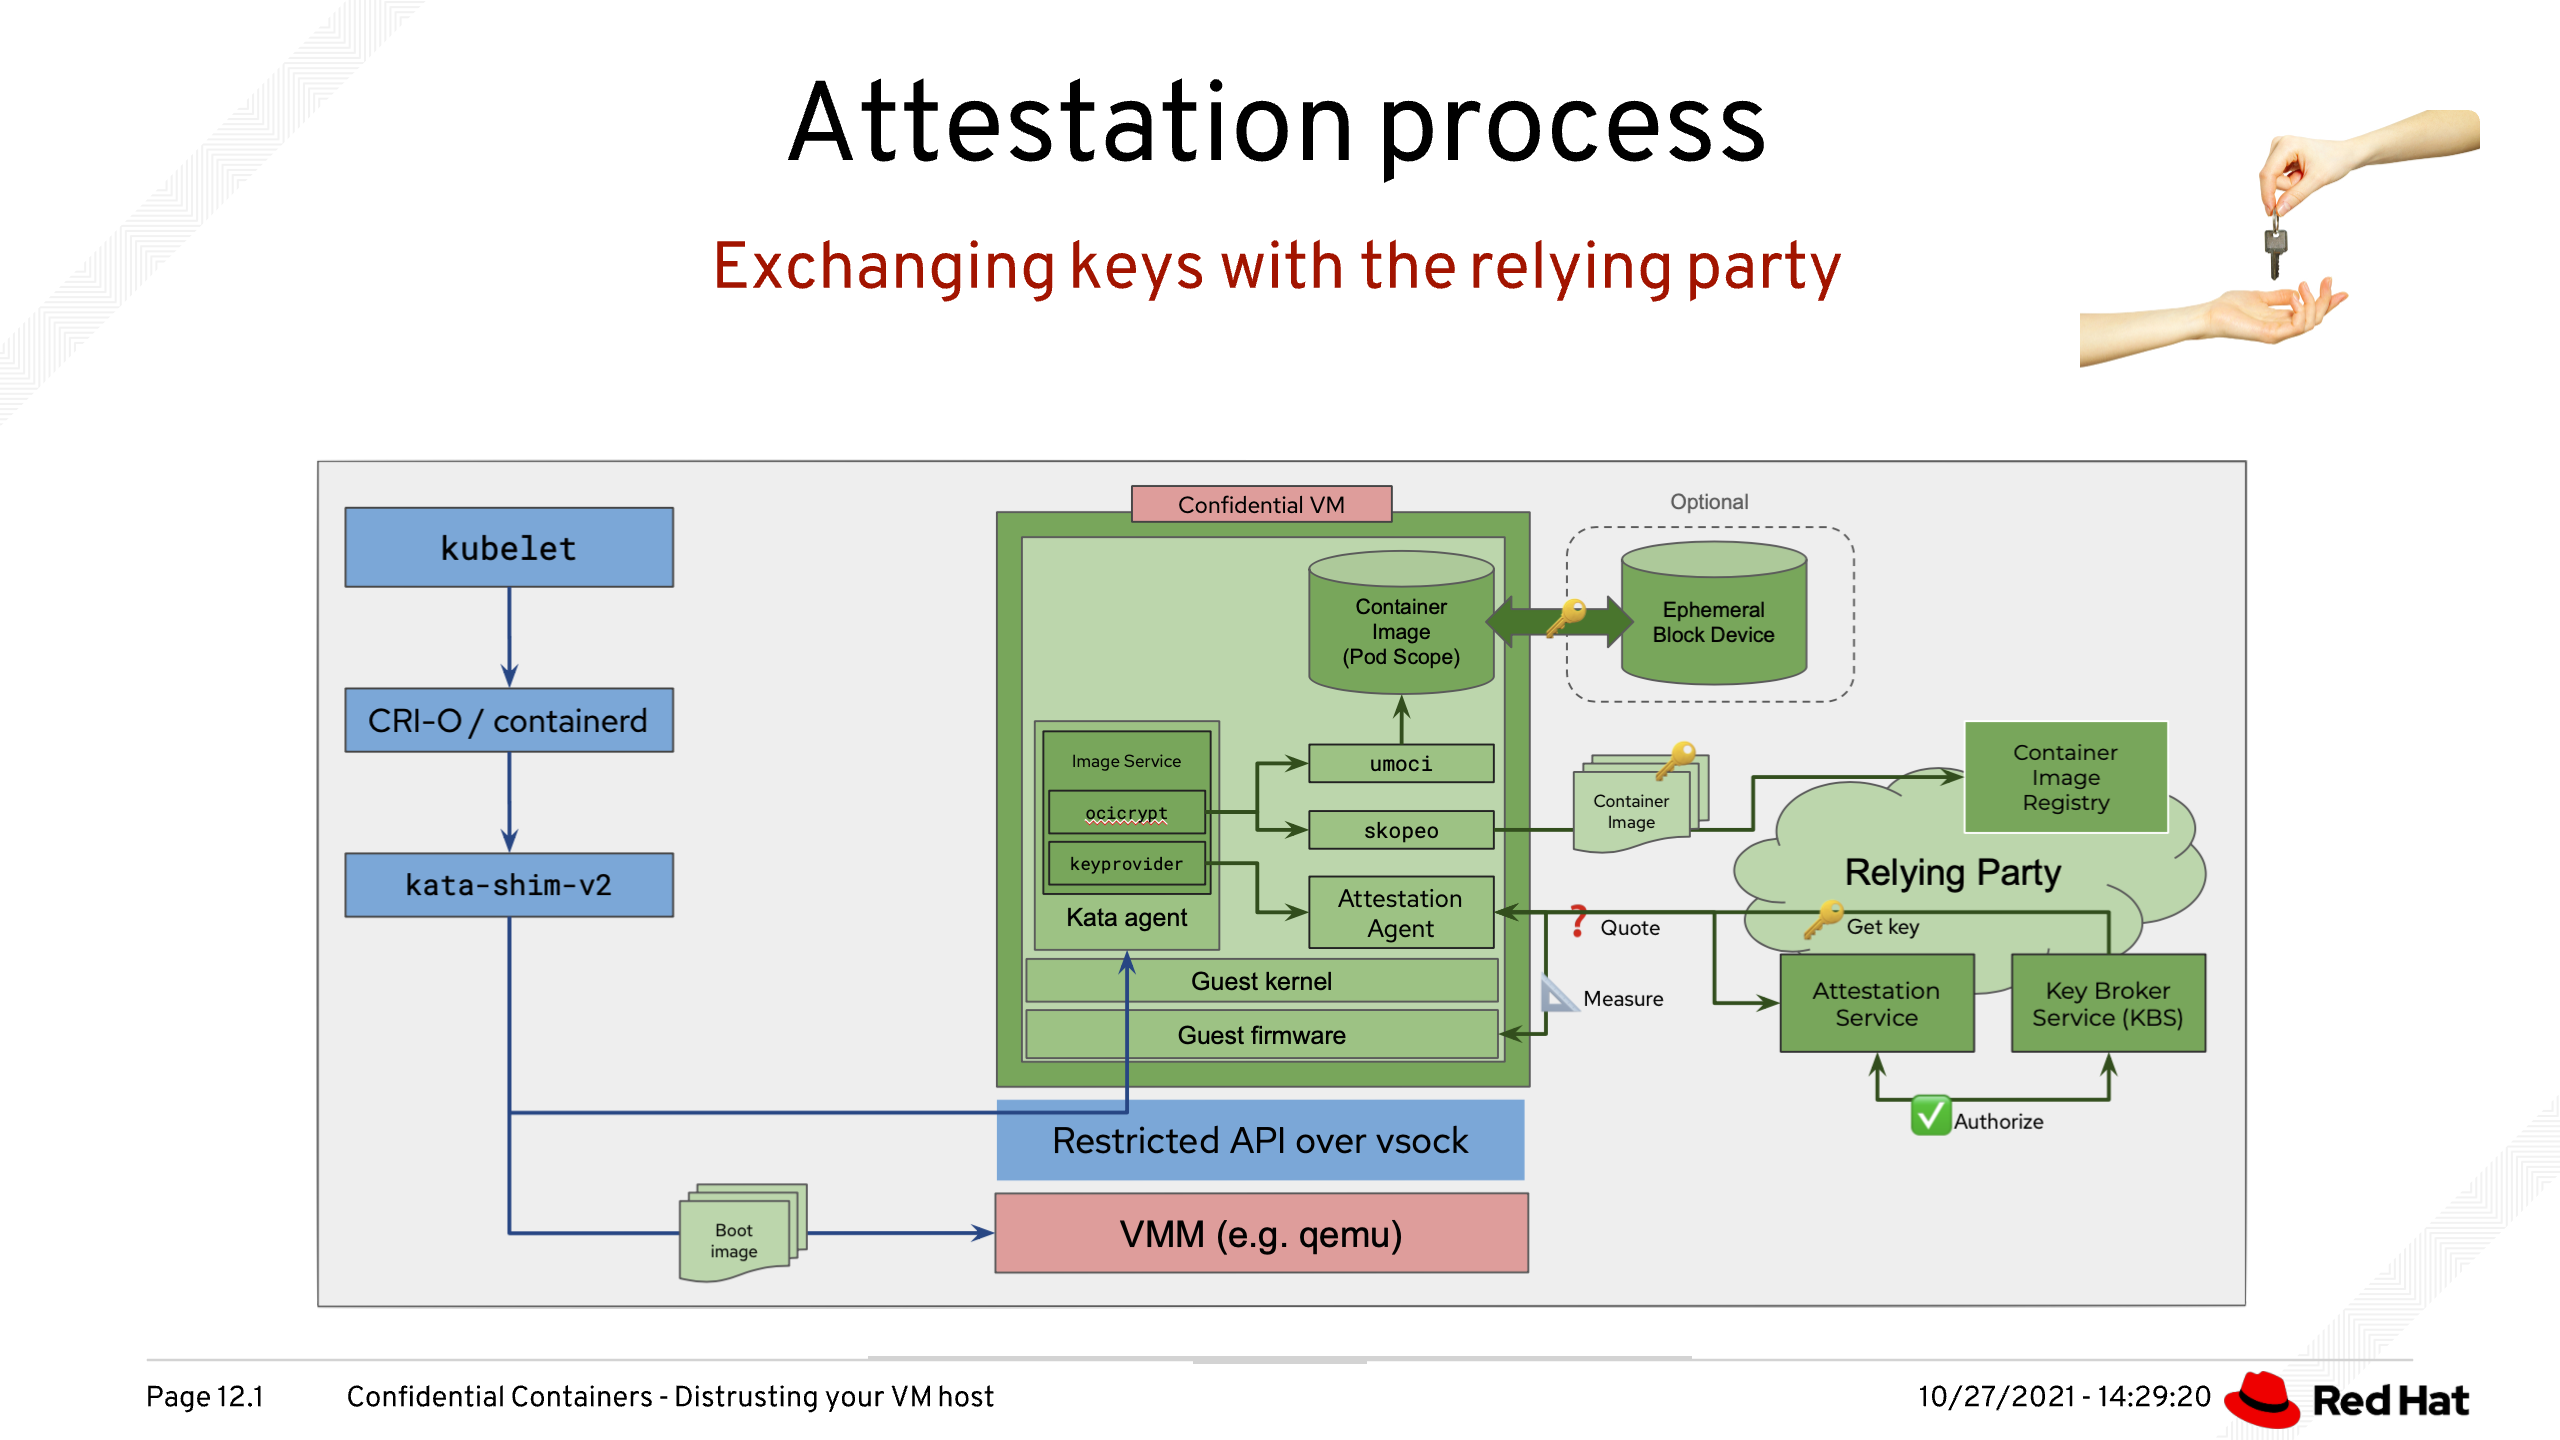 Attestation process
Exchanging keys with the relying party
kubelet
CRI-O / containerd
kata-shim-v2
Boot
image
Confidential VM
Container
Image
(Pod Scope)
Optional
Ephemeral
Block Device
Image Service
ocicrypt
keyprovider
Kata agent
umoci
skopeo
Attestation
Agent
Guest kernel
Guest firmware
Container
Image
Container
Image
Registry
Relying Party
Quote
Get key
Measure
Attestation
Service
Key Broker
Service (KBS)
Authorize
Restricted API over vsock
VMM (e.g. qemu)
Page 12.1
Confidential Containers - Distrusting your VM host
10/27/2021 - 14:29:20
Red Hat